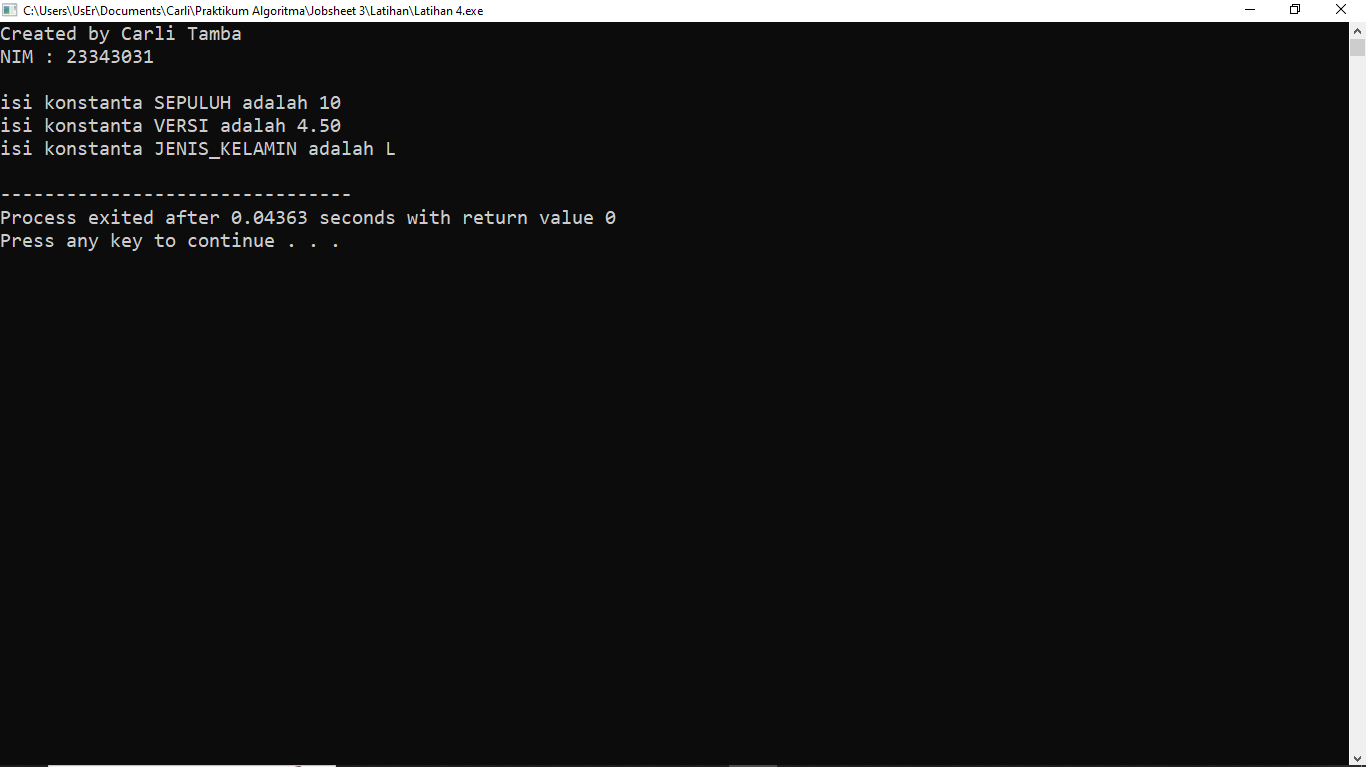 C:\Users\UsEr\Documents\Carli\Praktikum Algoritma\Jobsheet 3\Latihan\Latihan 4.exe
Created by Carli Tamba
NIM : 23343031
isi konstanta SEPULUH adalah 10
isi konstanta VERSI adalah 4.50
isi konstanta JENIS_KELAMIN adalah L
--------------------------------
Process exited after 0.04363 seconds with return value 0
Press any key to continue . . .